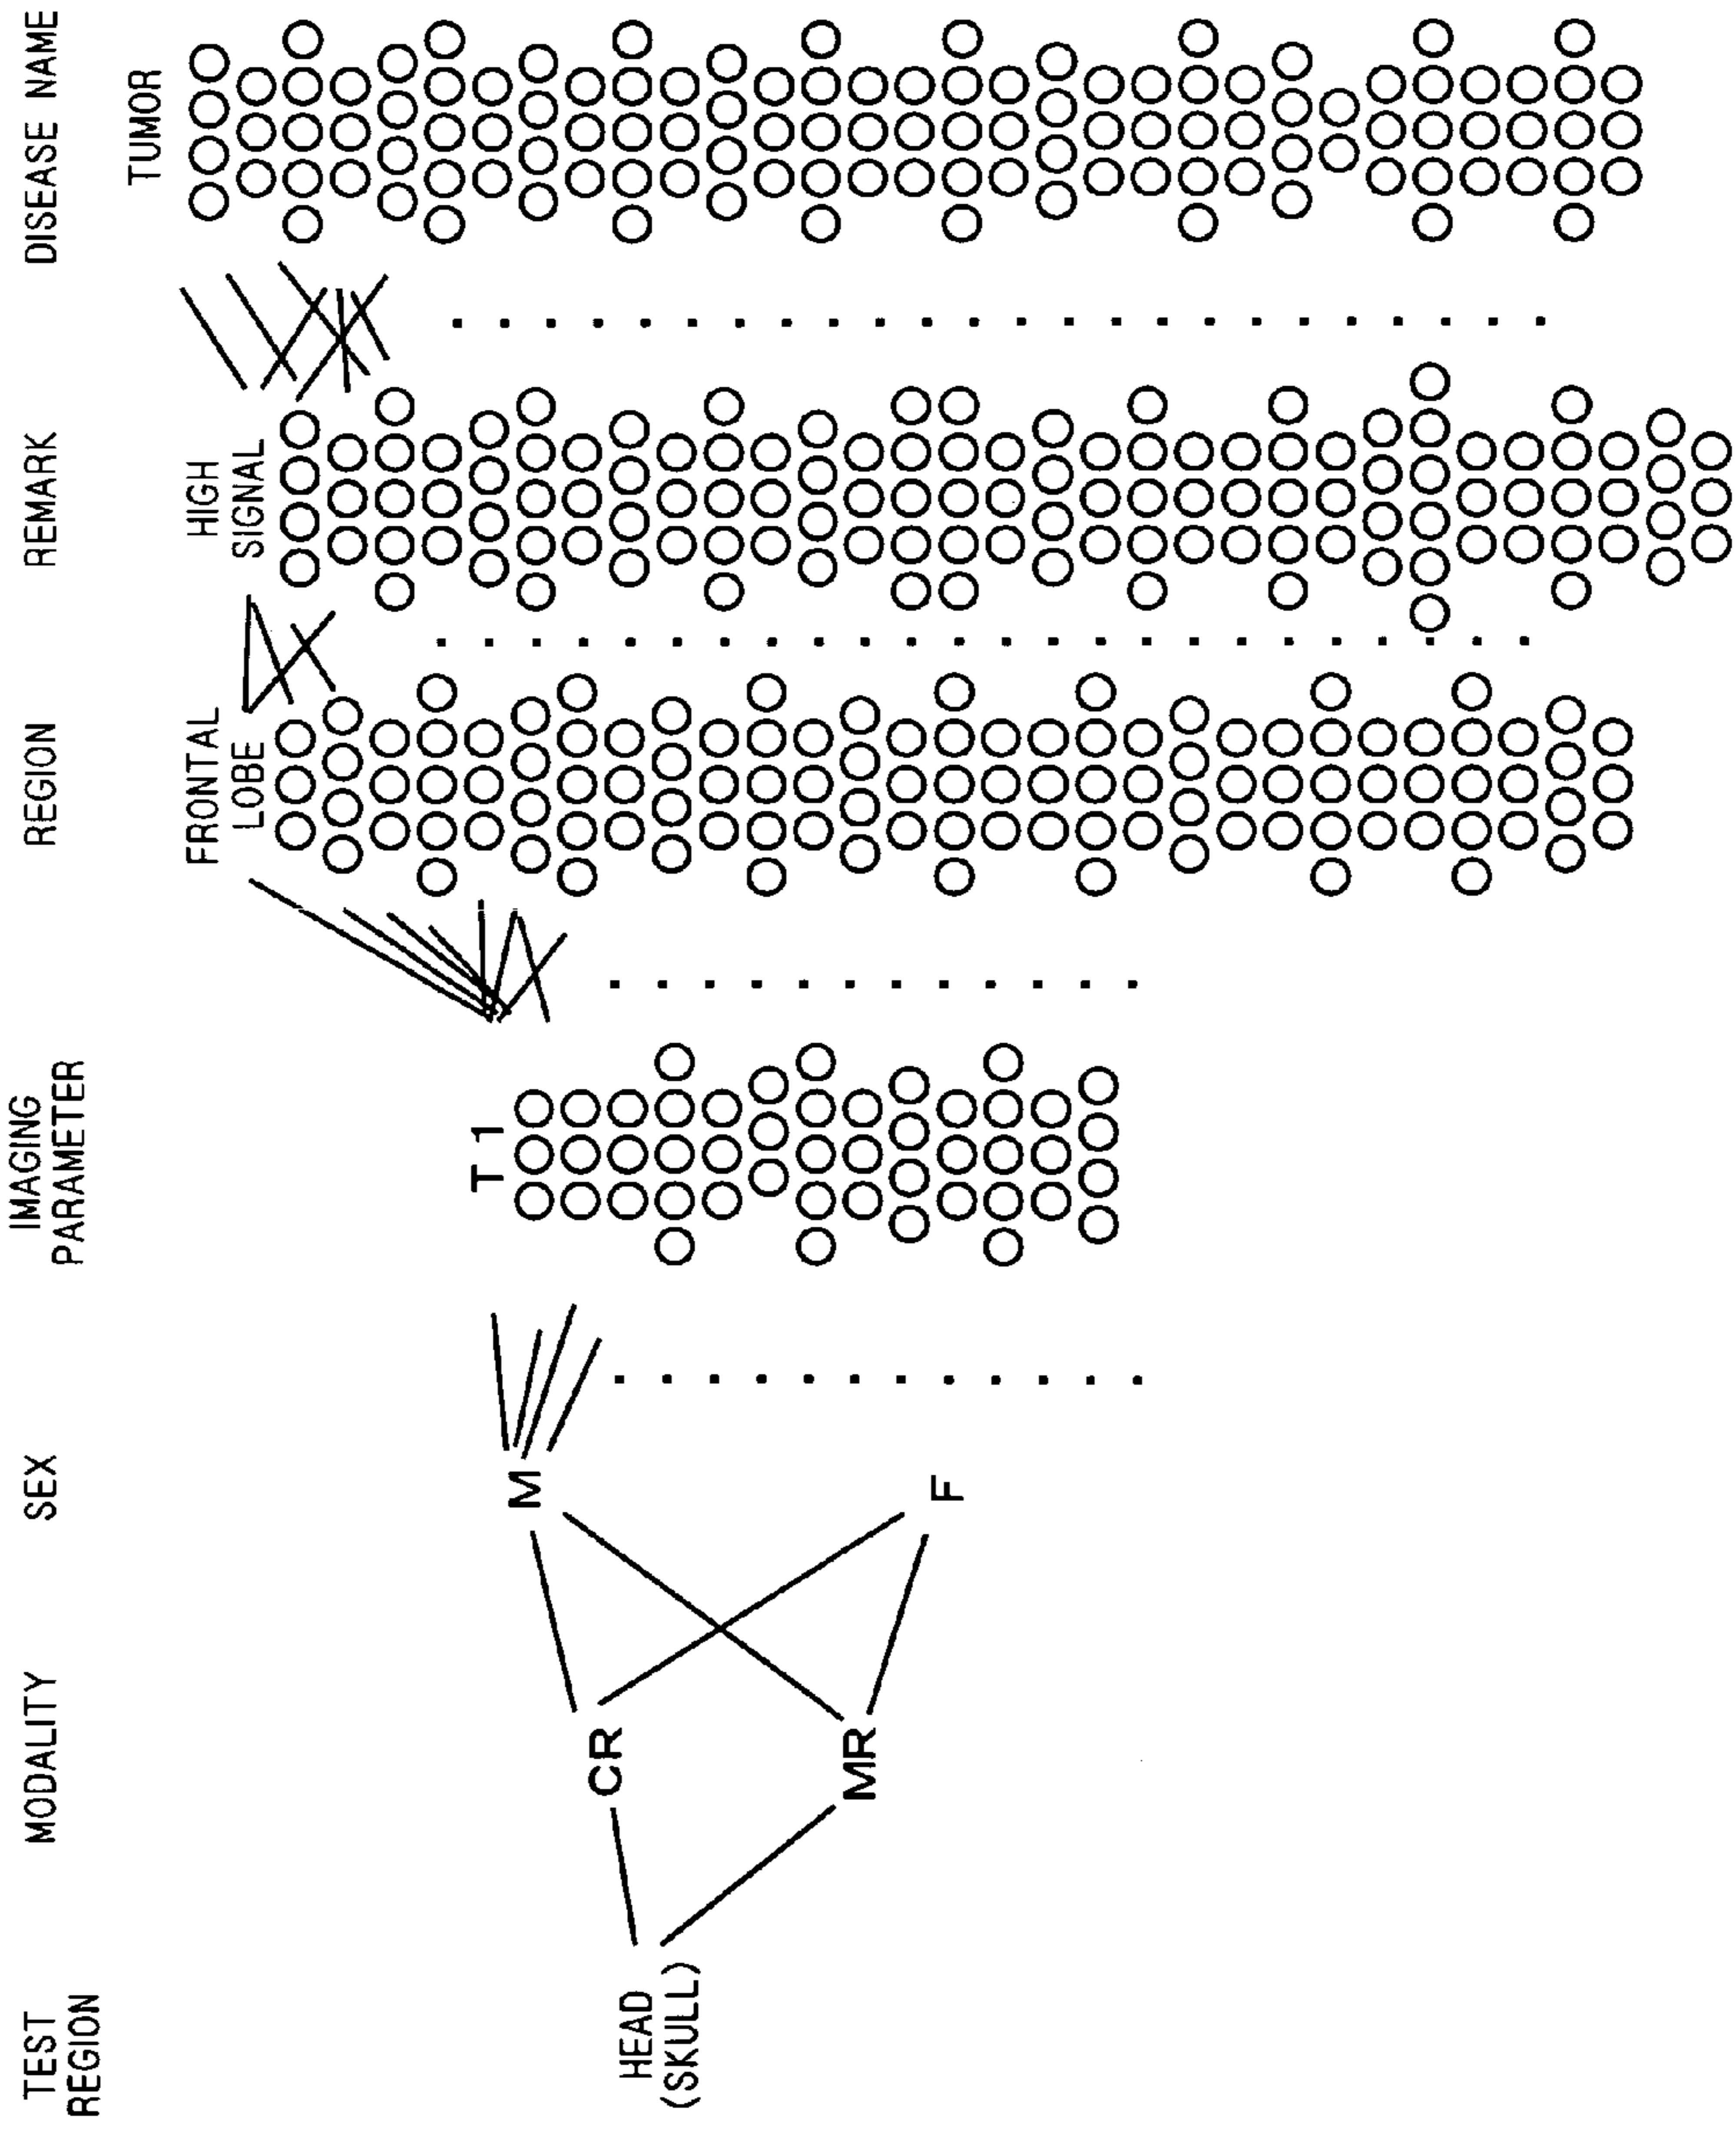 TEST
REGION
MODALITY
SEX
IMAGING
PARAMETER
REGION
REMARK
DISEASE NAME
HEAD
(SKULL)
CR
MR
M
F
T1
FRONTAL
LOBE
HIGH
SIGNAL
TUMOR